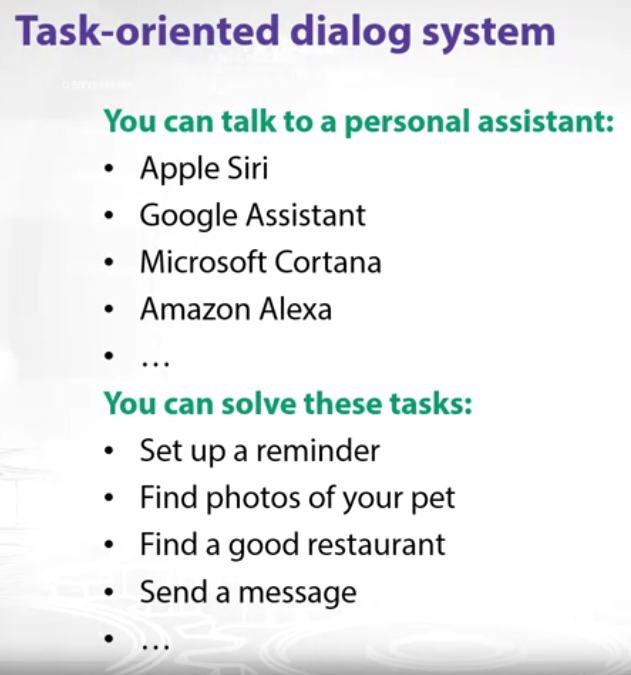 Task-oriented dialog system
You can talk to a personal assistant:
• Apple Siri
• Google Assistant
• Microsoft Cortana
• Amazon Alexa
• …
You can solve these tasks:
• Set up a reminder
• Find photos of your pet
• Find a good restaurant
• Send a message
• …